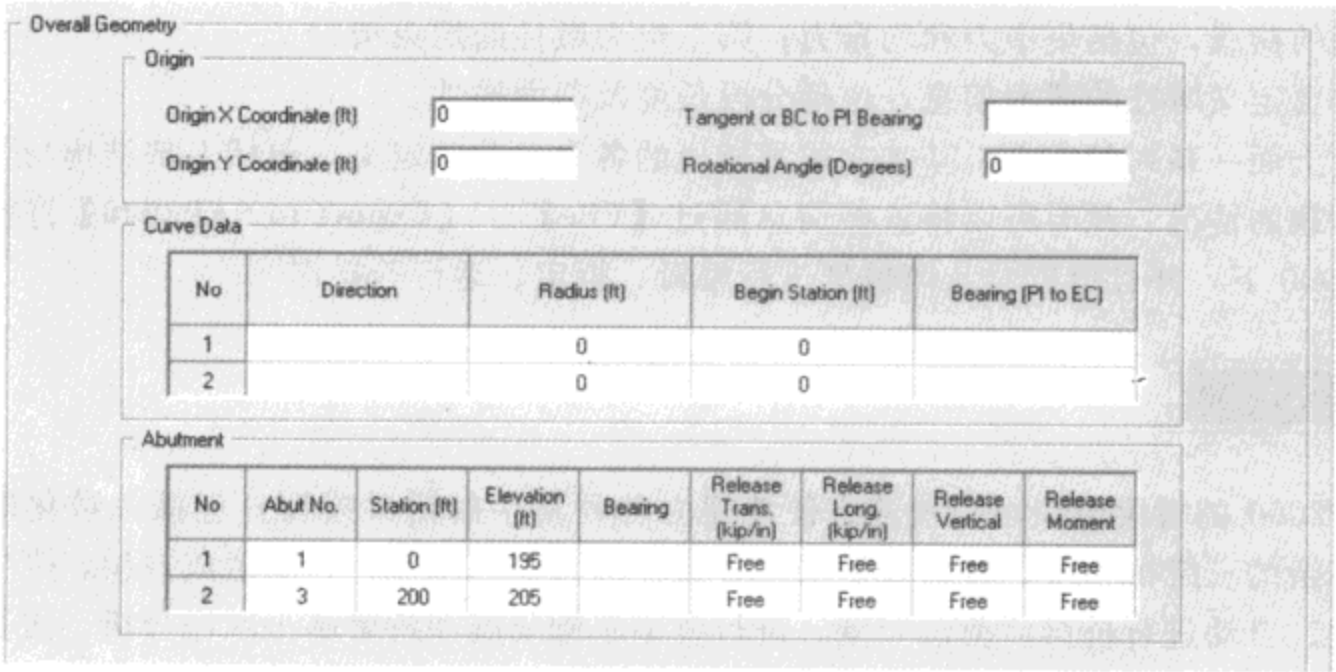 Overall Geometry
Origin
Origin X Coordinate (ft) 0 Tangent or BC to PI Bearing
Origin Y Coordinate (ft) 0 Rotational Angle (Degrees) 0
Curve Data
No Direction Radius (ft) Begin Station (ft) Bearing (PI to EC)
1 0 0
2 0 0
Abutment
No Abut No. Station (ft) Elevation (ft) Bearing Release Trans. (kip/in) Release Long. (kip/in) Release Vertical Release Moment
1 1 0 195 Free Free Free Free
2 3 200 205 Free Free Free Free